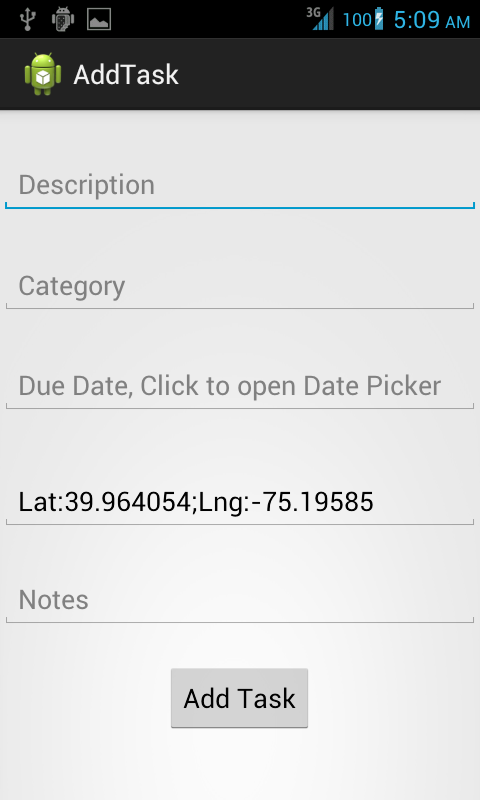 3G 100 5:09 AM
AddTask
Description
Category
Due Date, Click to open Date Picker
Lat:39.964054;Lng:-75.19585
Notes
Add Task